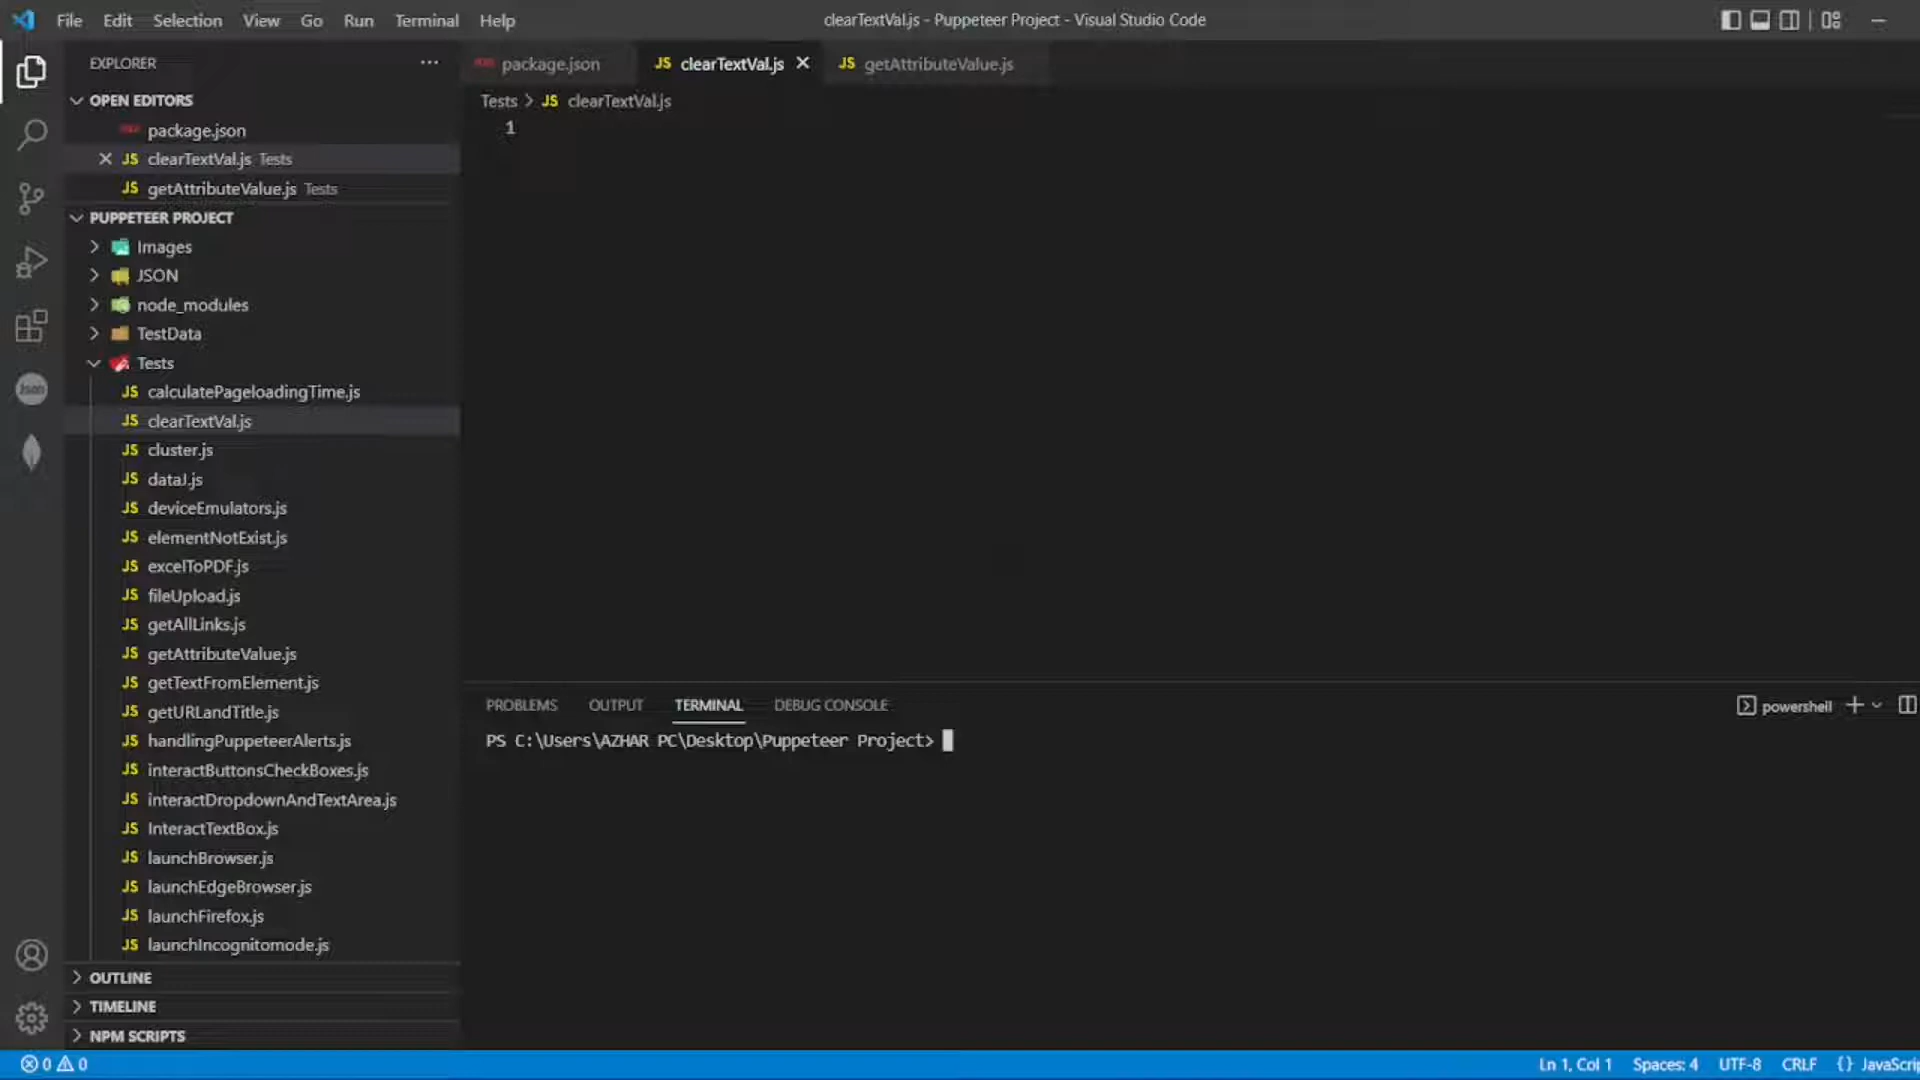 File Edit Selection View Go Run Terminal Help
clearTextVal.js - Puppeteer Project - Visual Studio Code
EXPLORER
OPEN EDITORS
package.json
clearTextVal.js Tests
getAttributeValue.js Tests
PUPPETEER PROJECT
Images
JSON
node_modules
TestData
Tests
JS calculatePageloadingTime.js
JS clearTextVal.js
JS cluster.js
JS dataJ.js
JS deviceEmulators.js
JS elementNotExist.js
JS excelToPDF.js
JS fileUpload.js
JS getAllLinks.js
JS getAttributeValue.js
JS getTextFromElement.js
JS getURLandTitle.js
JS handlingPuppeteerAlerts.js
JS interactButtonsCheckBoxes.js
JS interactDropdownAndTextArea.js
JS InteractTextBox.js
JS launchBrowser.js
JS launchEdgeBrowser.js
JS launchFirefox.js
JS launchIncognitomode.js
OUTLINE
TIMELINE
NPM SCRIPTS
package.json JS clearTextVal.js JS getAttributeValue.js
Tests > JS clearTextVal.js
1
PROBLEMS OUTPUT TERMINAL DEBUG CONSOLE
powershell
PS C:\Users\AZHAR PC\Desktop\Puppeteer Project>
0 0
Ln 1, Col 1 Spaces: 4 UTF-8 CRLF {} JavaScrip